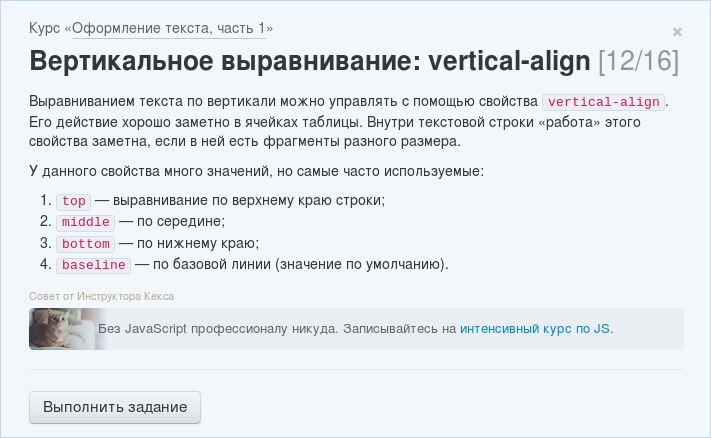 Курс «Оформление текста, часть 1»
×
Вертикальное выравнивание: vertical-align [12/16]
Выравниванием текста по вертикали можно управлять с помощью свойства vertical-align.
Его действие хорошо заметно в ячейках таблицы. Внутри текстовой строки «работа» этого
свойства заметна, если в ней есть фрагменты разного размера.
У данного свойства много значений, но самые часто используемые:
1. top — выравнивание по верхнему краю строки;
2. middle — по середине;
3. bottom — по нижнему краю;
4. baseline — по базовой линии (значение по умолчанию).
Совет от Инструктора Кекса
Без JavaScript профессионалу никуда. Записывайтесь на интенсивный курс по JS.
Выполнить задание